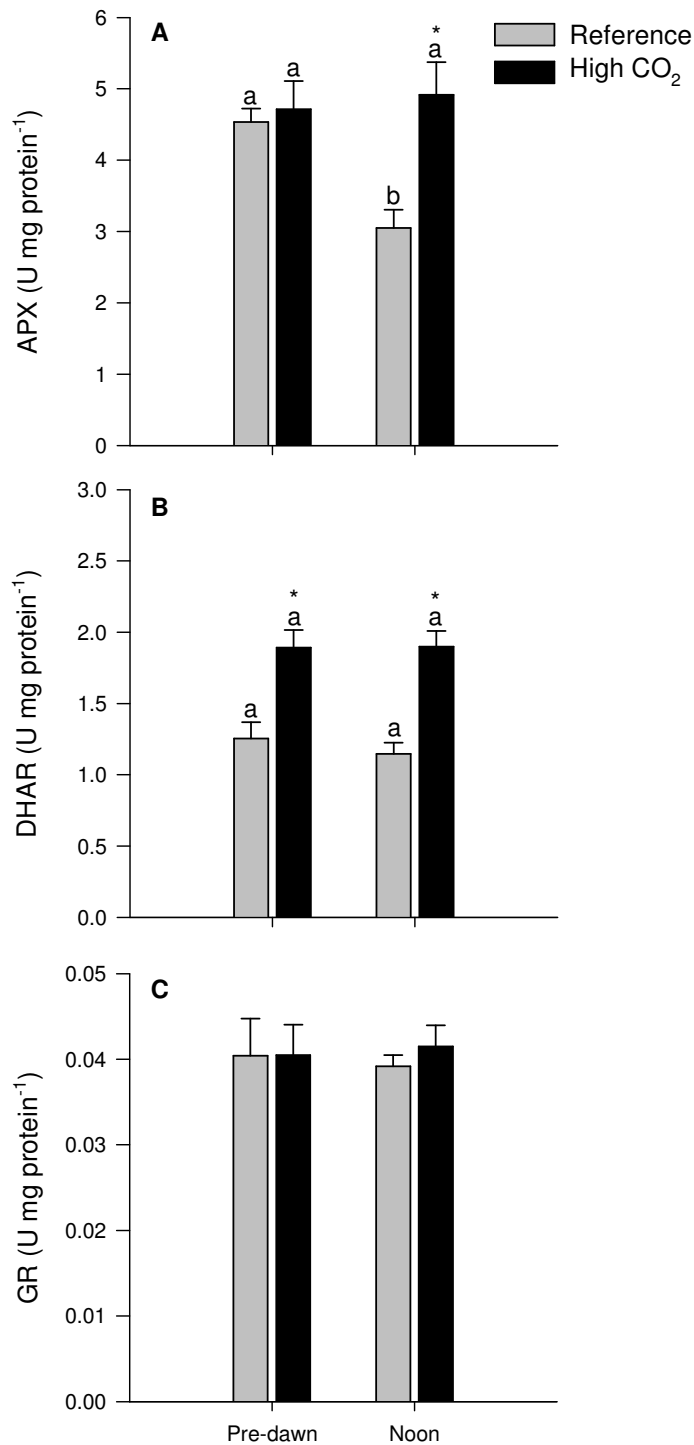 A
Reference
High CO₂
APX (U mg protein⁻¹)
6
5
4
3
2
1
0
a
a
b
*
a
B
DHAR (U mg protein⁻¹)
3.0
2.5
2.0
1.5
1.0
0.5
0.0
a
*
a
a
*
a
C
GR (U mg protein⁻¹)
0.05
0.04
0.03
0.02
0.01
0.00
Pre-dawn Noon